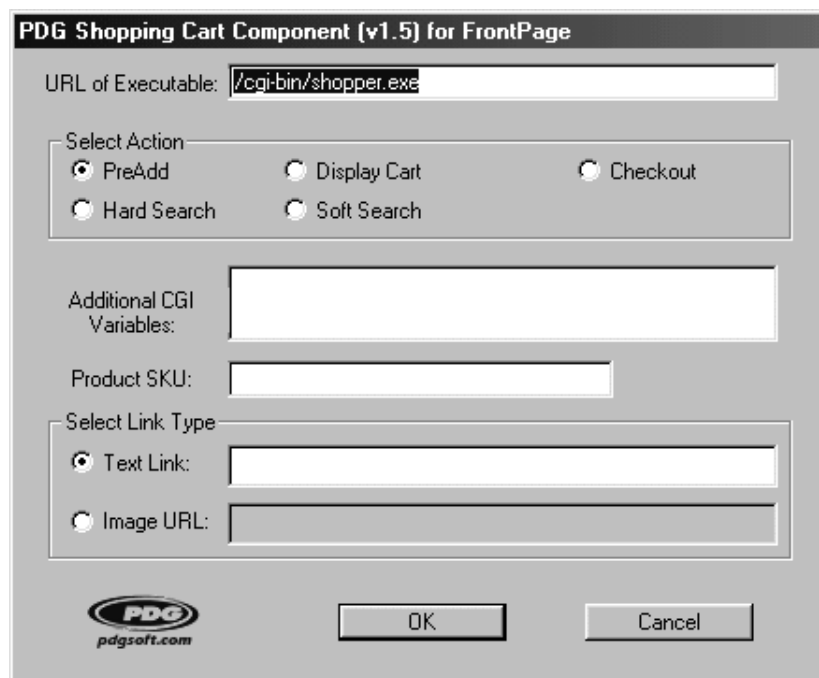 PDG Shopping Cart Component (v1.5) for FrontPage
URL of Executable: /cgi-bin/shopper.exe
Select Action
PreAdd Display Cart Checkout
Hard Search Soft Search
Additional CGI
Variables:
Product SKU:
Select Link Type
Text Link:
Image URL:
PDG
pdgsoft.com
OK Cancel